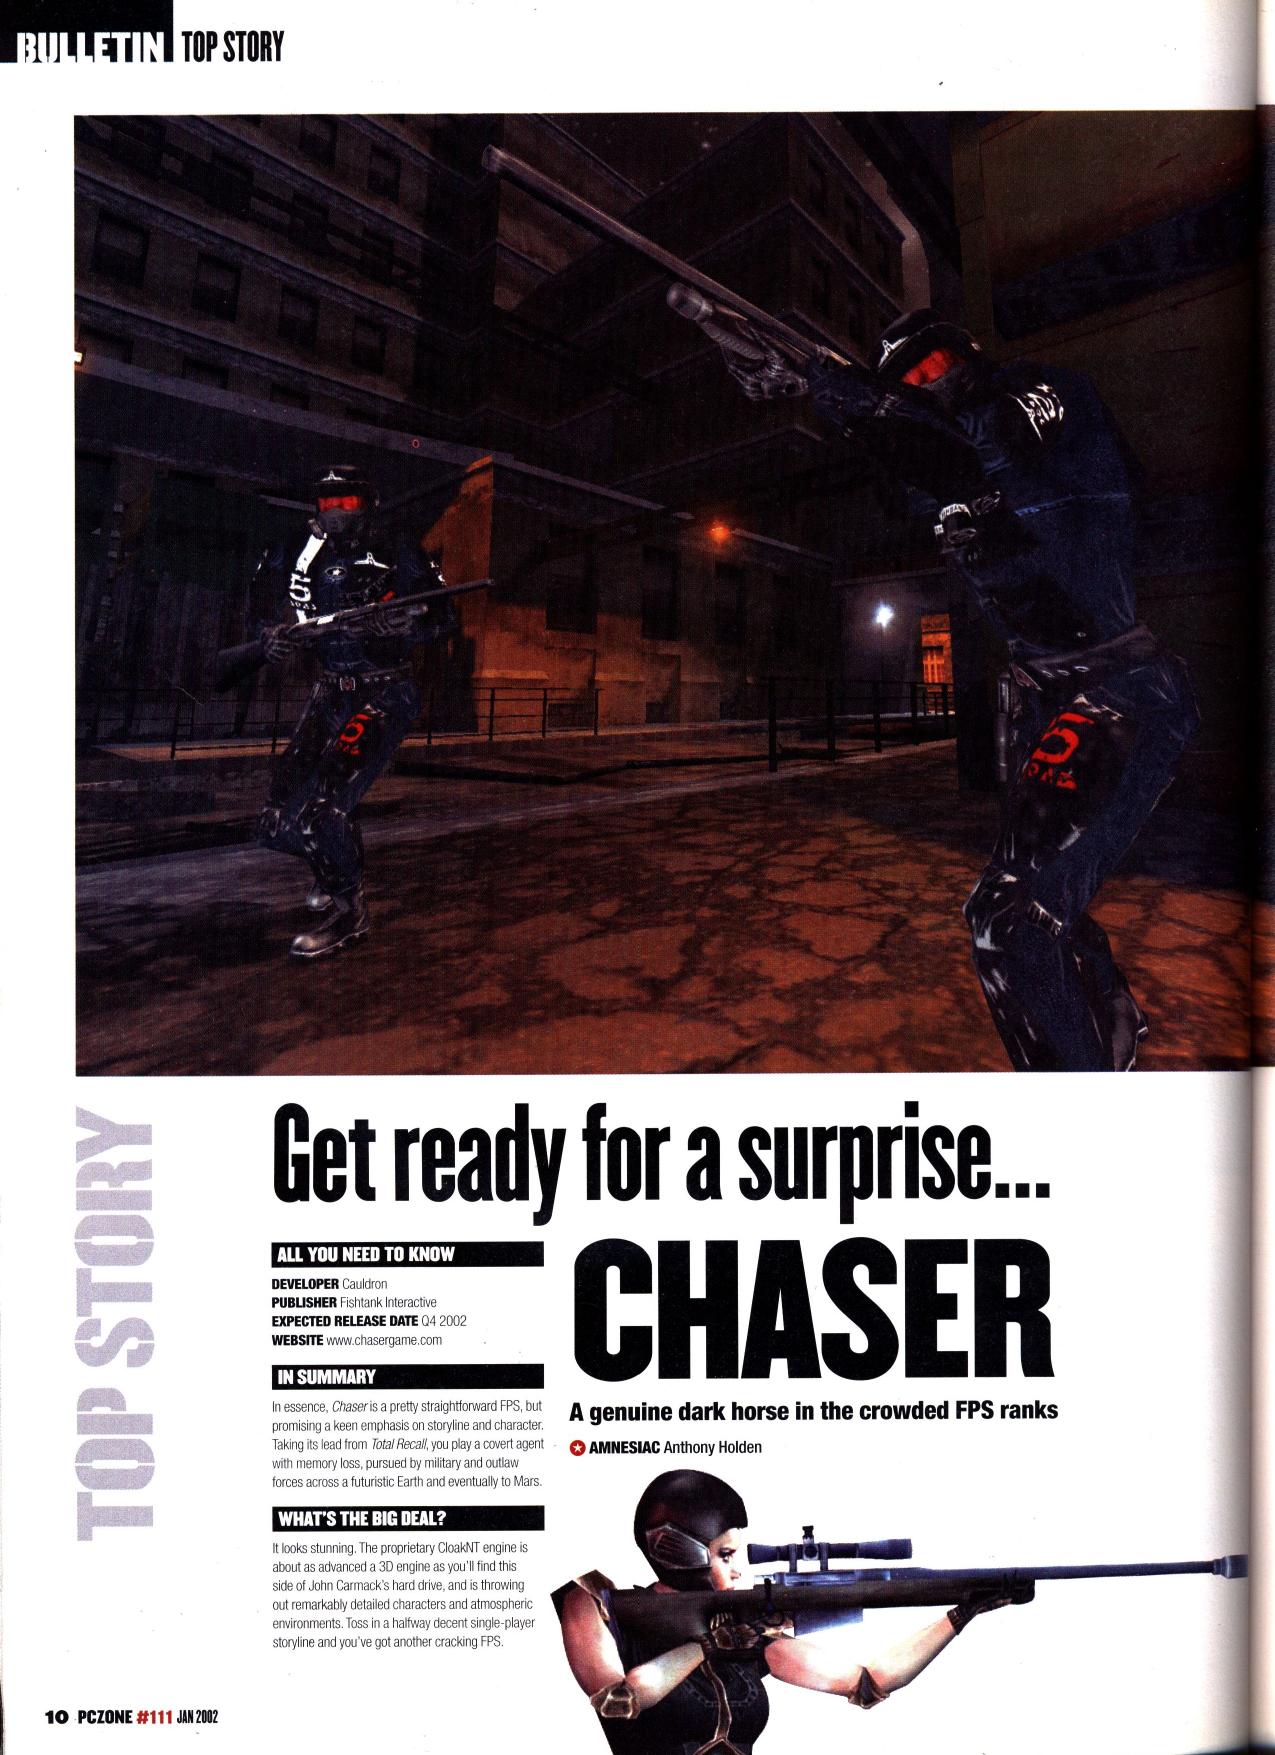 BULLETIN TOP STORY
TOP STORY
Get ready for a surprise...
CHASER
A genuine dark horse in the crowded FPS ranks
AMNESIAC Anthony Holden
ALL YOU NEED TO KNOW
DEVELOPER Cauldron
PUBLISHER Fishtank Interactive
EXPECTED RELEASE DATE Q4 2002
WEBSITE www.chasergame.com
IN SUMMARY
In essence, Chaser is a pretty straightforward FPS, but
promising a keen emphasis on storyline and character.
Taking its lead from Total Recall, you play a covert agent
with memory loss, pursued by military and outlaw
forces across a futuristic Earth and eventually to Mars.
WHAT'S THE BIG DEAL?
It looks stunning. The proprietary CloakNT engine is
about as advanced a 3D engine as you'll find this
side of John Carmack's hard drive, and is throwing
out remarkably detailed characters and atmospheric
environments. Toss in a halfway decent single-player
storyline and you've got another cracking FPS.
10 PCZONE #111 JAN 2002